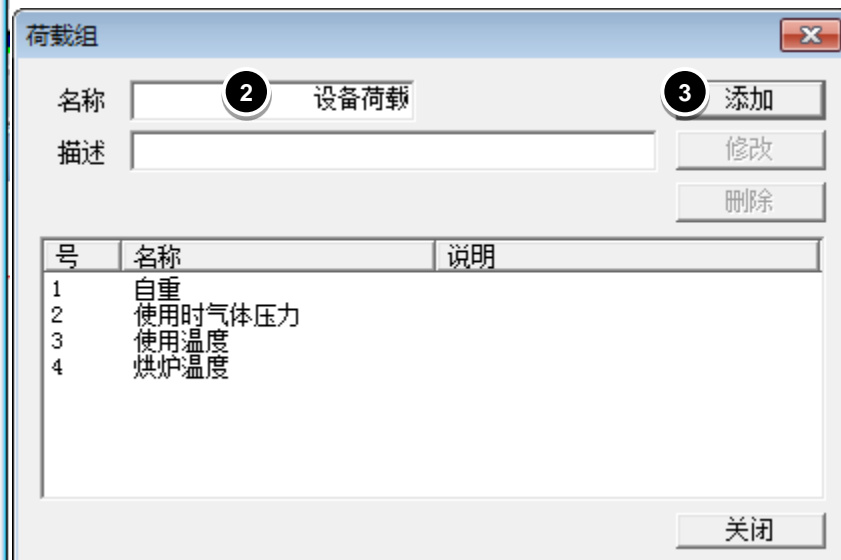 荷载组
名称 2 设备荷载 3 添加
描述 修改
删除
号 名称 说明
1 自重
2 使用时气体压力
3 使用温度
4 烘炉温度
关闭